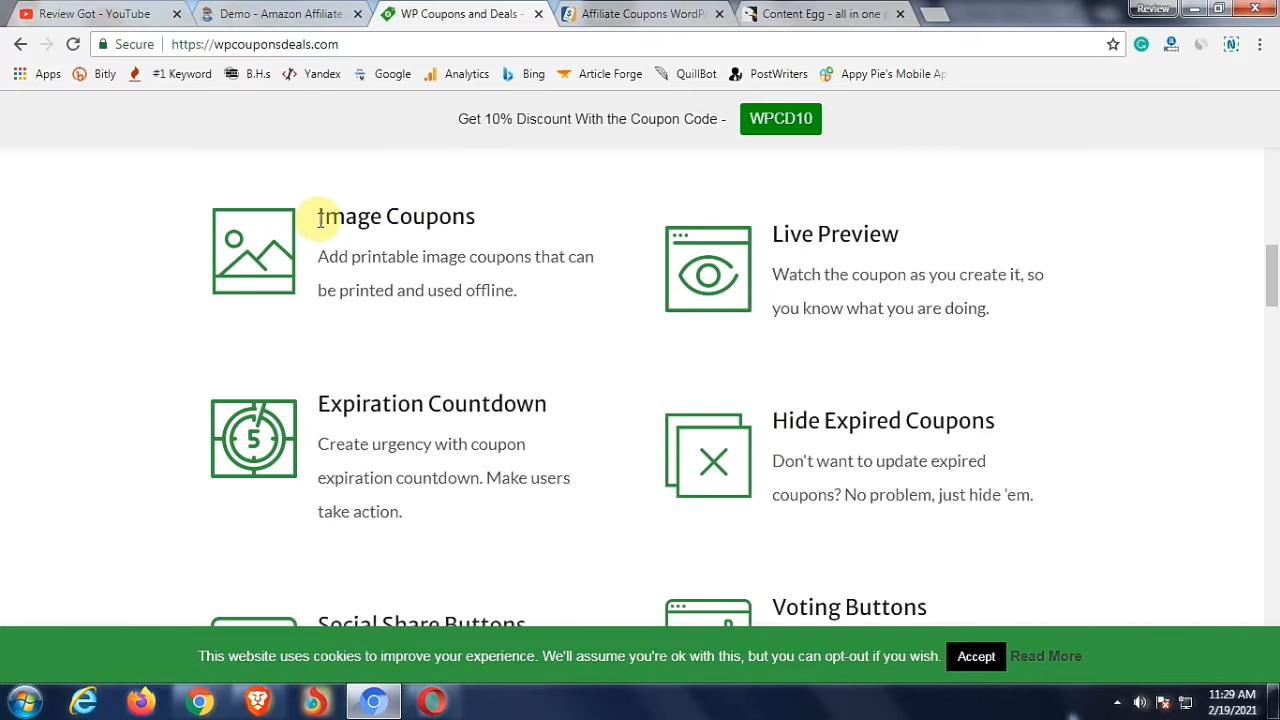 Review Got - YouTube
Demo - Amazon Affiliate
WP Coupons and Deals -
Affiliate Coupons WordP
Content Egg - all in one p
Review
Secure
https://wpcouponsdeals.com
Apps
Bitly
#1 Keyword
B.H.s
Yandex
Google
Analytics
Bing
Article Forge
QuillBot
PostWriters
Appy Pie's Mobile Ap
Get 10% Discount With the Coupon Code -
WPCD10
Image Coupons
Add printable image coupons that can
be printed and used offline.
Live Preview
Watch the coupon as you create it, so
you know what you are doing.
Expiration Countdown
Create urgency with coupon
expiration countdown. Make users
take action.
5
Hide Expired Coupons
Don't want to update expired
coupons? No problem, just hide 'em.
Social Share Buttons
Voting Buttons
This website uses cookies to improve your experience. We'll assume you're ok with this, but you can opt-out if you wish.
Accept
Read More
11:29 AM
2/19/2021